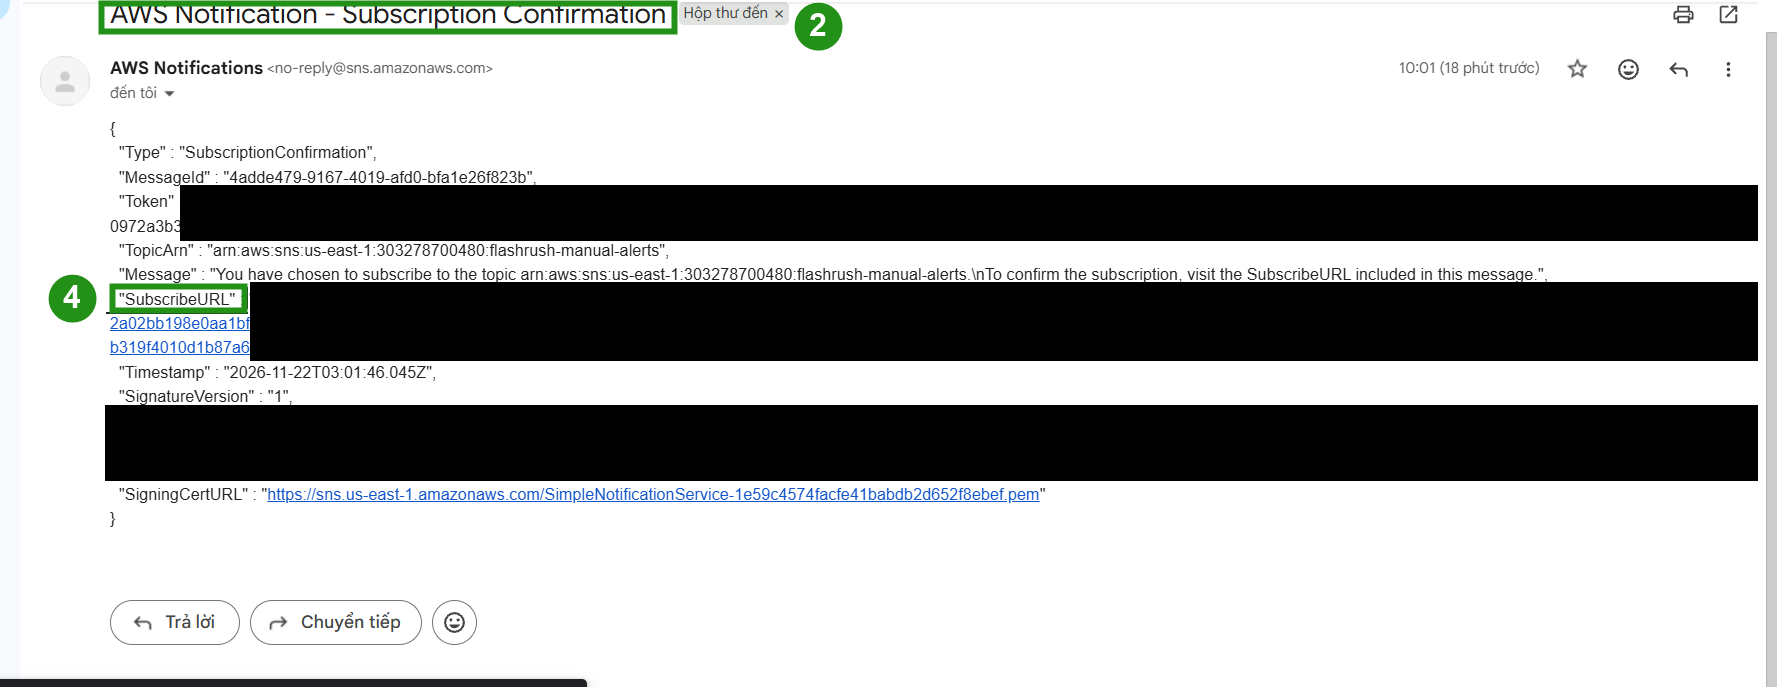 AWS Notification - Subscription Confirmation Hộp thư đến × 2
AWS Notifications <no-reply@sns.amazonaws.com> 10:01 (18 phút trước)
đến tôi
{
"Type" : "SubscriptionConfirmation",
"MessageId" : "4adde479-9167-4019-afd0-bfa1e26f823b",
"Token"
0972a3b3
"TopicArn" : "arn:aws:sns:us-east-1:303278700480:flashrush-manual-alerts",
"Message" : "You have chosen to subscribe to the topic arn:aws:sns:us-east-1:303278700480:flashrush-manual-alerts.\nTo confirm the subscription, visit the SubscribeURL included in this message.",
4 "SubscribeURL"
2a02bb198e0aa1bf
b319f4010d1b87a6
"Timestamp" : "2026-11-22T03:01:46.045Z",
"SignatureVersion" : "1",
"SigningCertURL" : "https://sns.us-east-1.amazonaws.com/SimpleNotificationService-1e59c4574facfe41babdb2d652f8ebef.pem"
}
Trả lời Chuyển tiếp